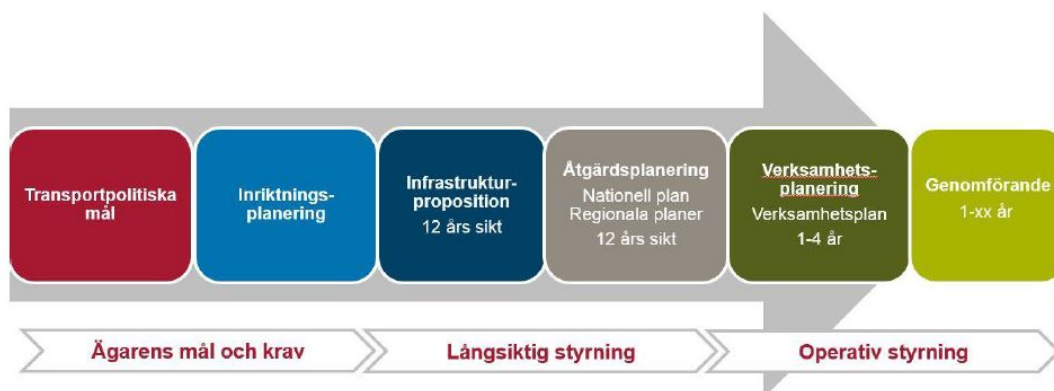 Transportpolitiska
mål
Inriktnings-
planering
Infrastruktur-
proposition
12 års sikt
Åtgärdsplanering
Nationell plan
Regionala planer
12 års sikt
Verksamhets-
planering
Verksamhetsplan
1-4 år
Genomförande
1-xx år
Ägarens mål och krav
Långsiktig styrning
Operativ styrning